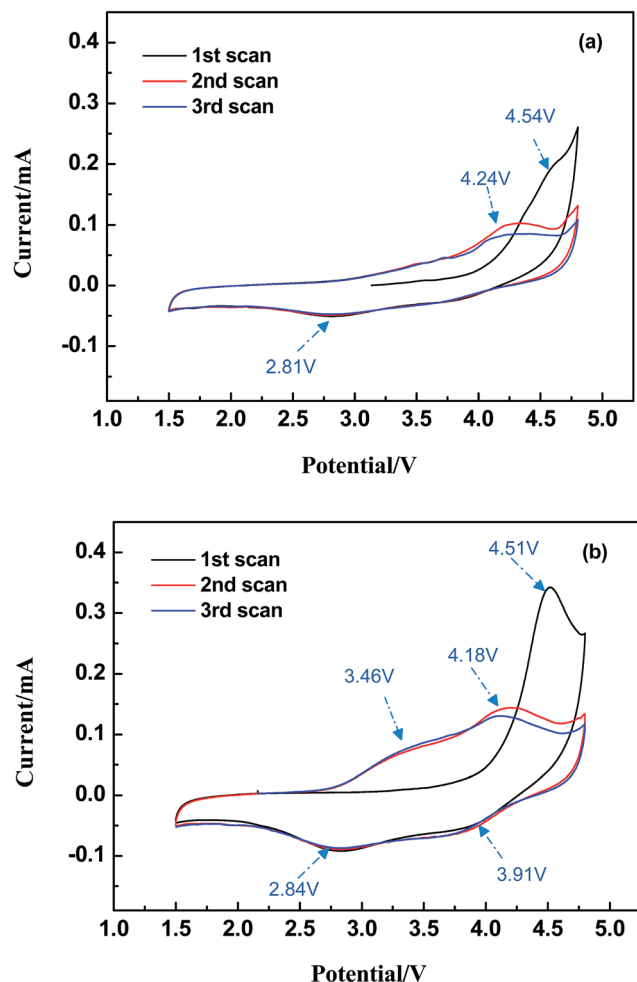 (a)
1st scan
2nd scan
3rd scan
4.54V
4.24V
2.81V
0.4
0.3
0.2
0.1
0.0
-0.1
Current/mA
1.0 1.5 2.0 2.5 3.0 3.5 4.0 4.5 5.0
Potential/V
(b)
1st scan
2nd scan
3rd scan
4.51V
4.18V
3.46V
2.84V
3.91V
0.4
0.3
0.2
0.1
0.0
-0.1
Current/mA
1.0 1.5 2.0 2.5 3.0 3.5 4.0 4.5 5.0
Potential/V